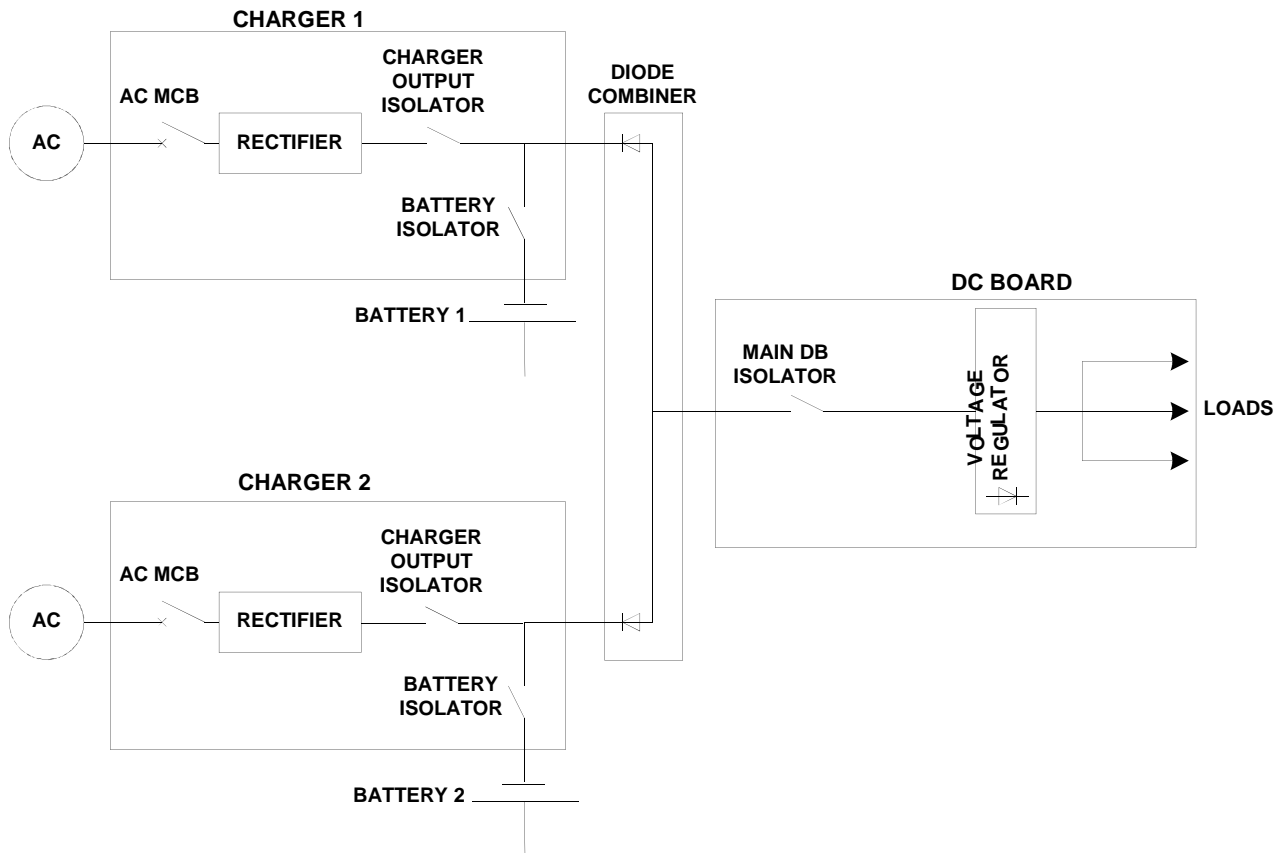 CHARGER 1
CHARGER
OUTPUT
ISOLATOR
DIODE
COMBINER
AC MCB
AC
RECTIFIER
BATTERY
ISOLATOR
BATTERY 1
DC BOARD
MAIN DB
ISOLATOR
VOLTAGE
REGULATOR
LOADS
CHARGER 2
CHARGER
OUTPUT
ISOLATOR
AC MCB
AC
RECTIFIER
BATTERY
ISOLATOR
BATTERY 2